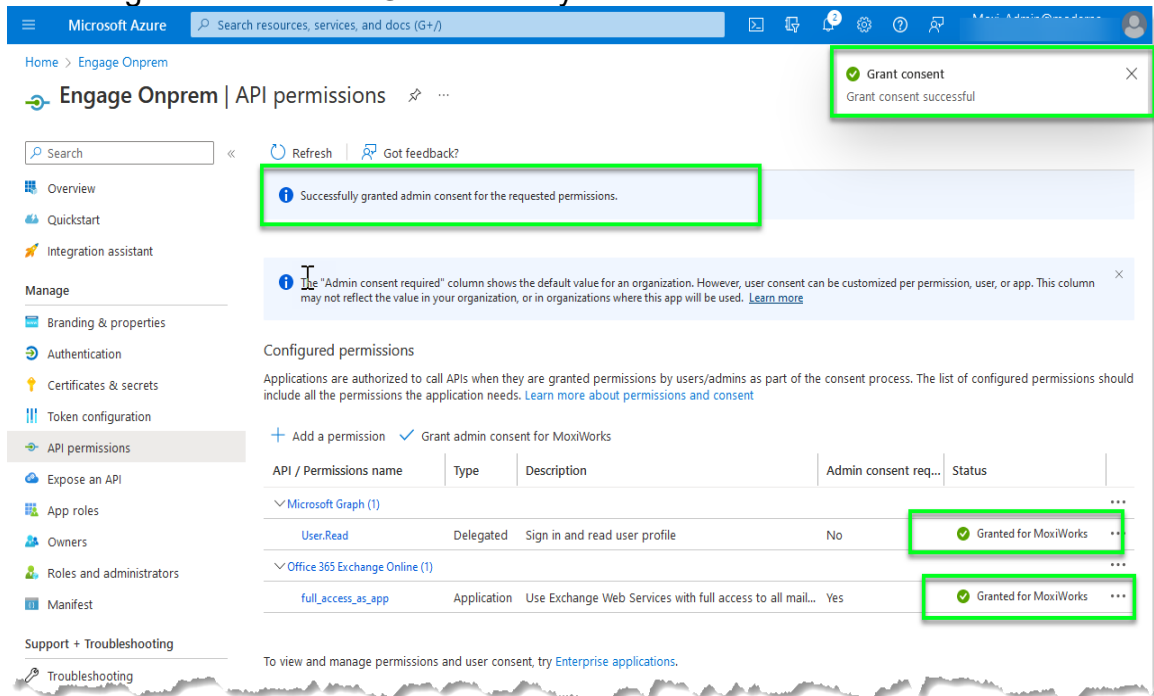 Microsoft Azure
Search resources, services, and docs (G+/)
2
Home > Engage Onprem
Engage Onprem | API permissions
Grant consent
Grant consent successful
Search
«
Refresh
Got feedback?
Overview
Successfully granted admin consent for the requested permissions.
Quickstart
Integration assistant
The "Admin consent required" column shows the default value for an organization. However, user consent can be customized per permission, user, or app. This column
may not reflect the value in your organization, or in organizations where this app will be used. Learn more
Manage
Branding & properties
Authentication
Certificates & secrets
Token configuration
API permissions
Expose an API
App roles
Owners
Roles and administrators
Manifest
Support + Troubleshooting
Troubleshooting
Configured permissions
Applications are authorized to call APIs when they are granted permissions by users/admins as part of the consent process. The list of configured permissions should
include all the permissions the application needs. Learn more about permissions and consent
+ Add a permission
Grant admin consent for MoxiWorks
API / Permissions name Type Description Admin consent req... Status
Microsoft Graph (1)
User.Read Delegated Sign in and read user profile No Granted for MoxiWorks
Office 365 Exchange Online (1)
full_access_as_app Application Use Exchange Web Services with full access to all mail... Yes Granted for MoxiWorks
To view and manage permissions and user consent, try Enterprise applications.